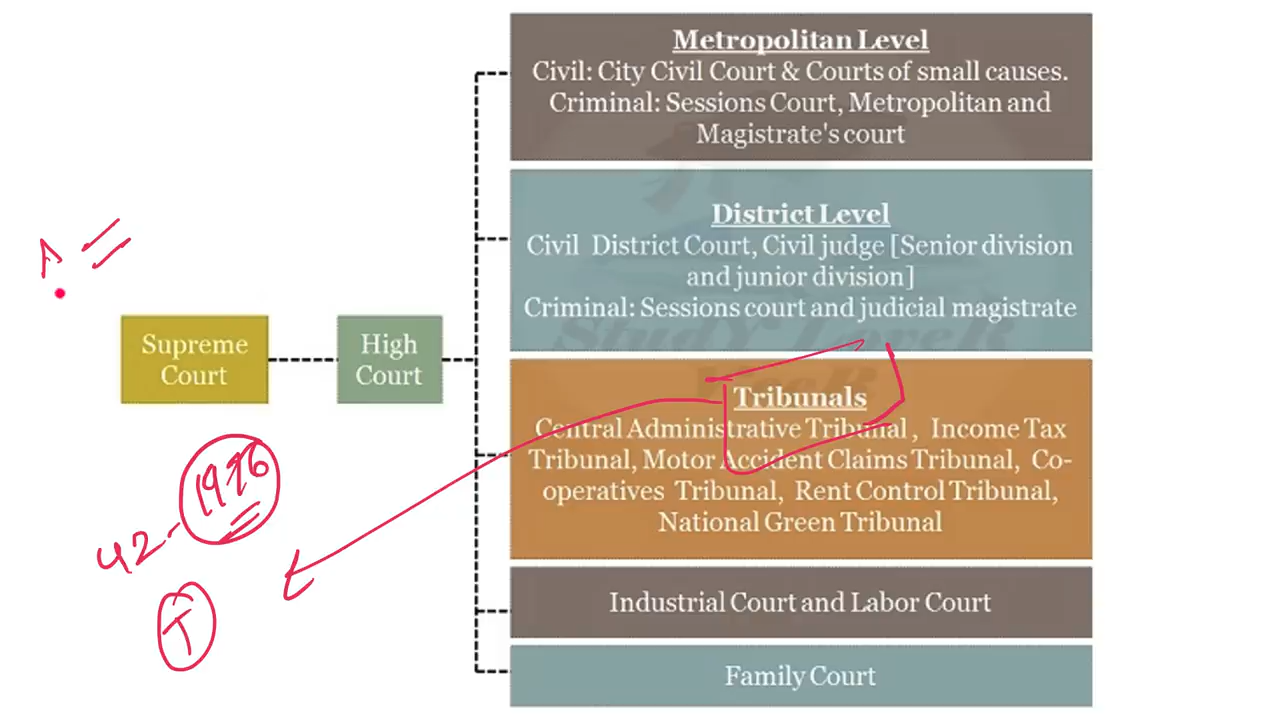 Metropolitan Level
Civil: City Civil Court & Courts of small causes.
Criminal: Sessions Court, Metropolitan and
Magistrate's court
District Level
Civil District Court, Civil judge [Senior division
and junior division]
Criminal: Sessions court and judicial magistrate
Supreme
Court
High
Court
StudY LoveR
VeeR
Tribunals
Central Administrative Tribunal , Income Tax
Tribunal, Motor Accident Claims Tribunal, Co-
operatives Tribunal, Rent Control Tribunal,
National Green Tribunal
Industrial Court and Labor Court
Family Court
A =
42-1976
T